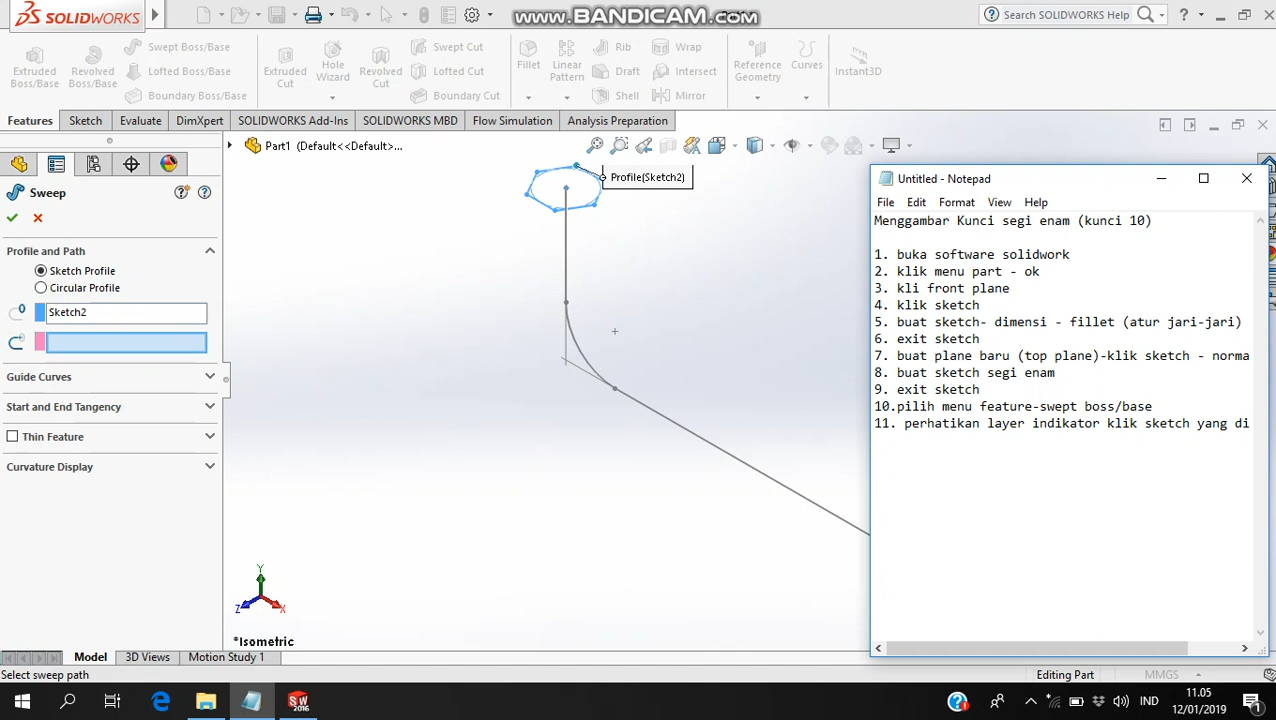 SOLIDWORKS
www.BANDICAM.com
Search SOLIDWORKS Help
?
Extruded Boss/Base
Revolved Boss/Base
Swept Boss/Base
Lofted Boss/Base
Boundary Boss/Base
Extruded Cut
Hole Wizard
Revolved Cut
Swept Cut
Lofted Cut
Boundary Cut
Fillet
Linear Pattern
Rib
Draft
Shell
Wrap
Intersect
Mirror
Reference Geometry
Curves
Instant3D
Features
Sketch
Evaluate
DimXpert
SOLIDWORKS Add-Ins
SOLIDWORKS MBD
Flow Simulation
Analysis Preparation
Part1 (Default<<Default>...
Sweep
Profile and Path
Sketch Profile
Circular Profile
Sketch2
Guide Curves
Start and End Tangency
Thin Feature
Curvature Display
Profile(Sketch2)
Y
Z
X
*Isometric
Untitled - Notepad
File Edit Format View Help
Menggambar Kunci segi enam (kunci 10)
1. buka software solidwork
2. klik menu part - ok
3. kli front plane
4. klik sketch
5. buat sketch- dimensi - fillet (atur jari-jari)
6. exit sketch
7. buat plane baru (top plane)-klik sketch - norma
8. buat sketch segi enam
9. exit sketch
10.pilih menu feature-swept boss/base
11. perhatikan layer indikator klik sketch yang di
Model
3D Views
Motion Study 1
Select sweep path
Editing Part
MMGS
SW
2016
IND
11.05
12/01/2019